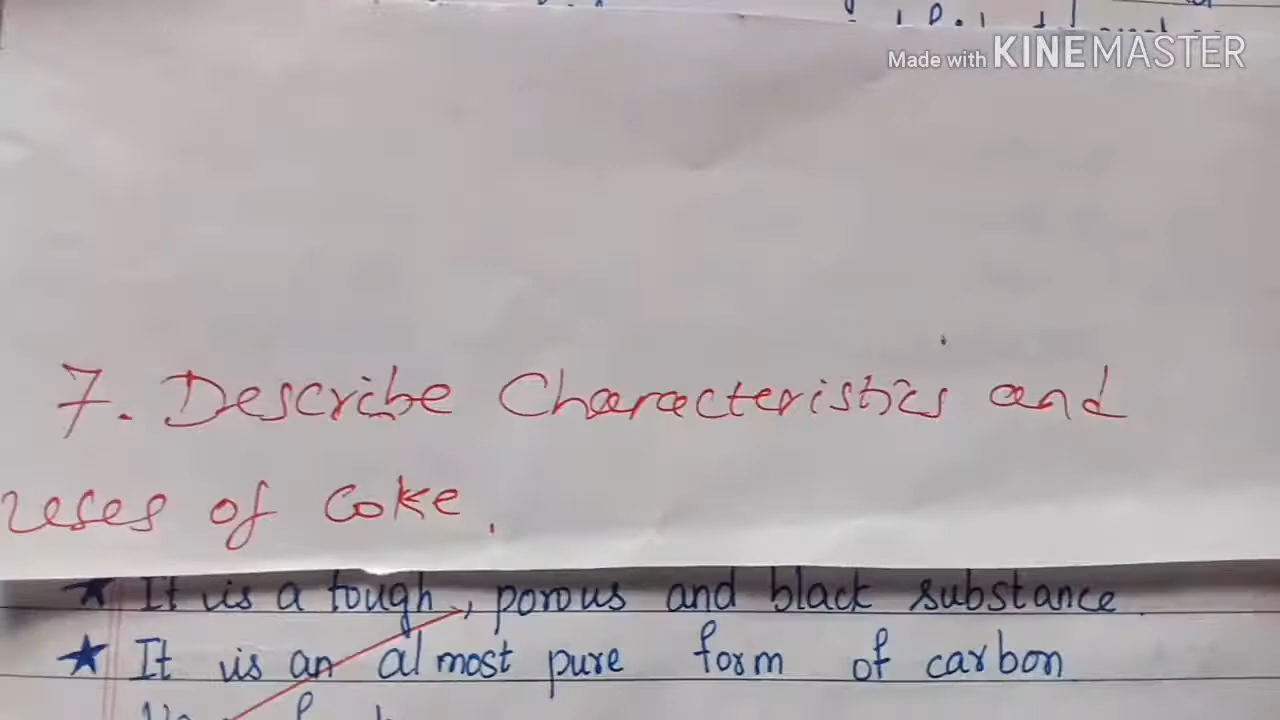 Made with KINEMASTER
7. Describe Characteristics and
uses of Coke.
★ It is a tough, porous and black substance.
★ It is an almost pure form of carbon